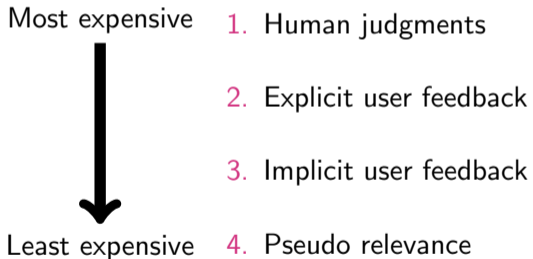 Most expensive
1. Human judgments
2. Explicit user feedback
3. Implicit user feedback
Least expensive
4. Pseudo relevance